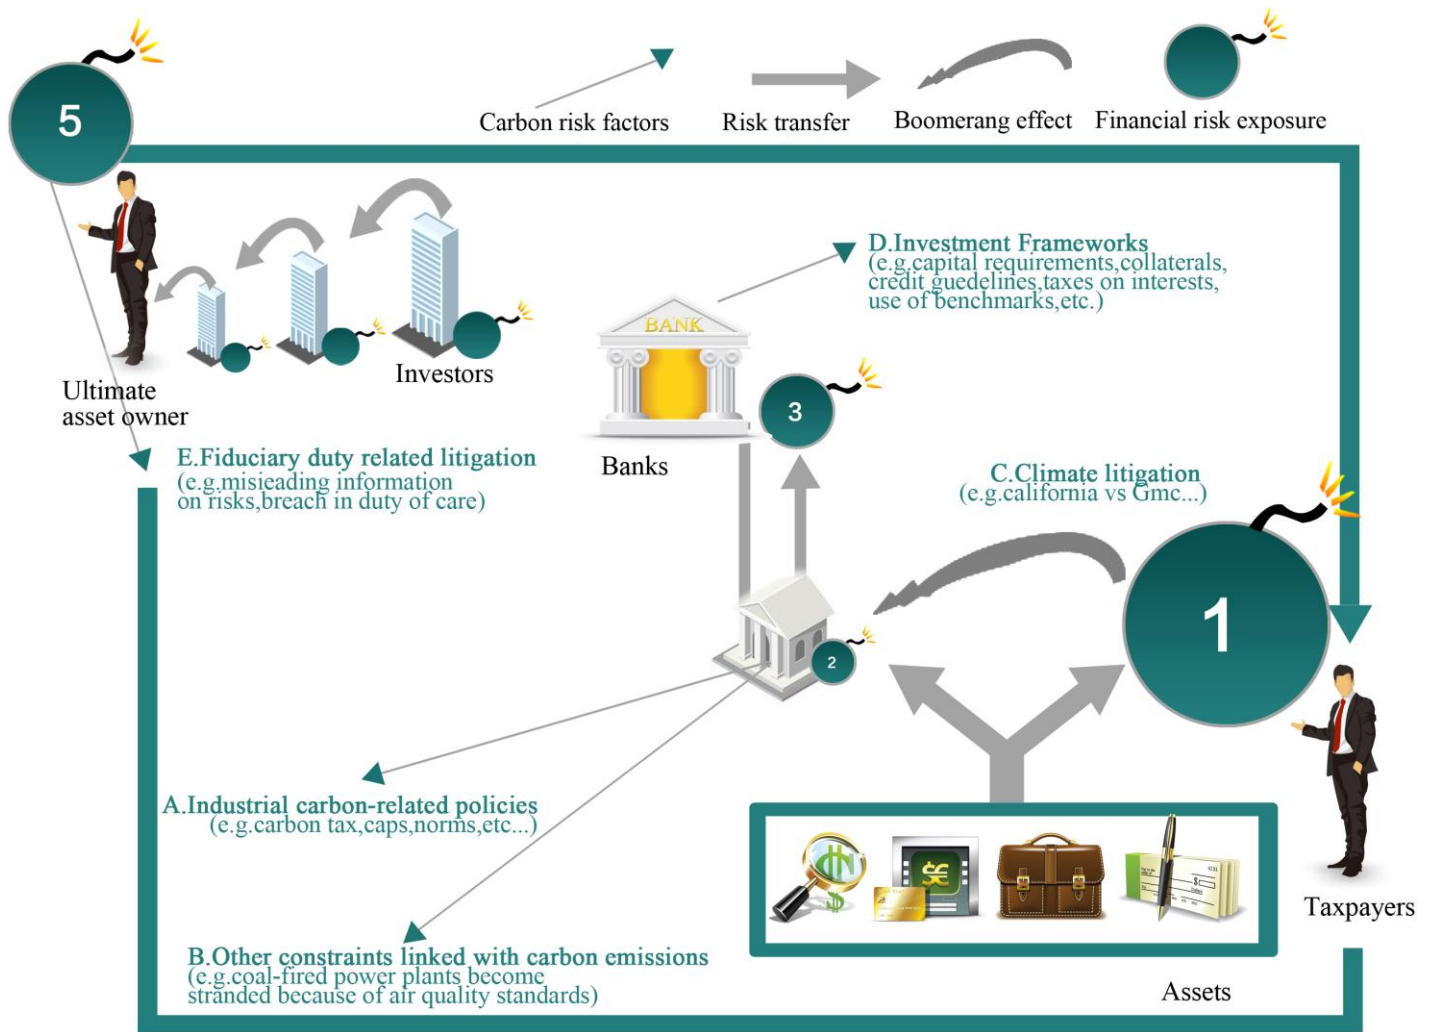 5
Carbon risk factors
Risk transfer
Boomerang effect
Financial risk exposure
D.Investment Frameworks
(e.g.capital requirements,collaterals,
credit guedelines,taxes on interests,
use of benchmarks,etc.)
BANK
Investors
Ultimate
asset owner
3
Banks
E.Fiduciary duty related litigation
(e.g.misieading information
on risks,breach in duty of care)
C.Climate litigation
(e.g.california vs Gmc...)
1
2
A.Industrial carbon-related policies
(e.g.carbon tax,caps,norms,etc...)
$
$€
$
Taxpayers
B.Other constraints linked with carbon emissions
(e.g.coal-fired power plants become
stranded because of air quality standards)
Assets